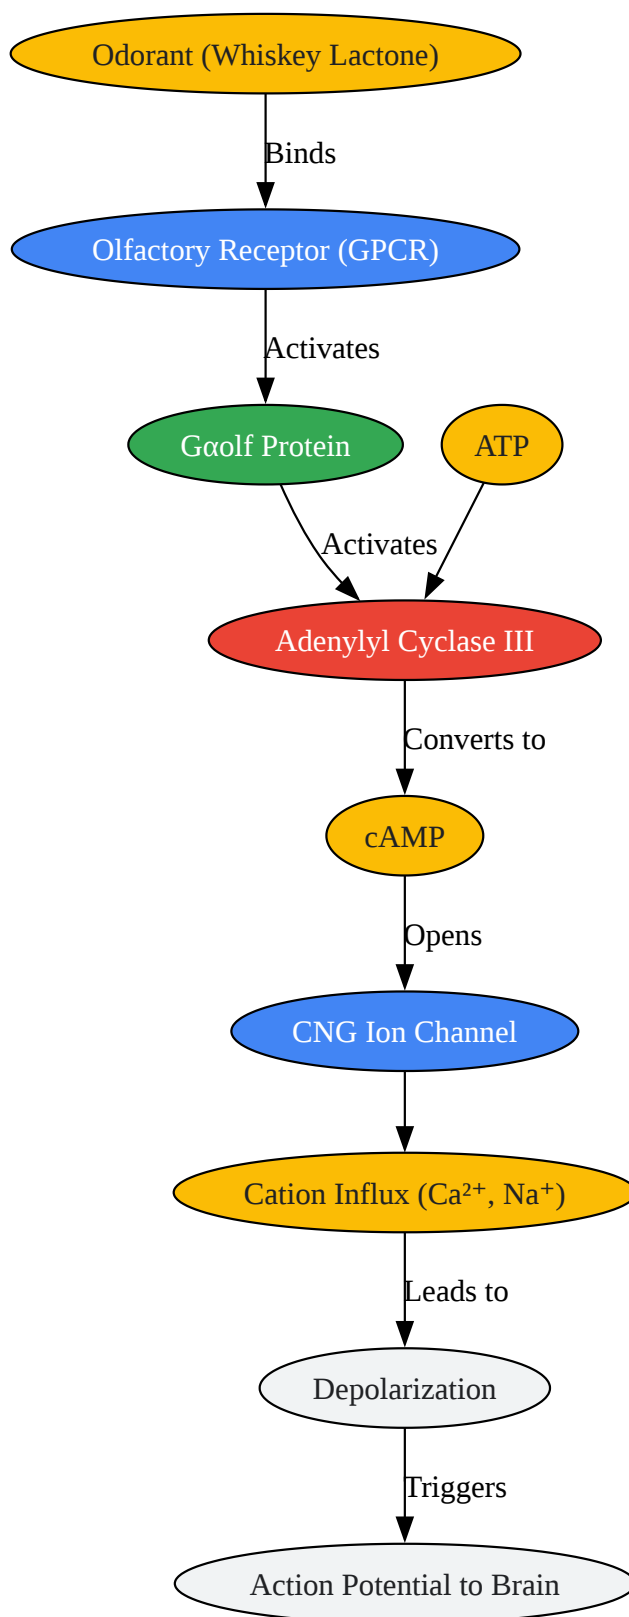 Odorant (Whiskey Lactone)
Binds
Olfactory Receptor (GPCR)
Activates
Gαolf Protein
ATP
Activates
Adenylyl Cyclase III
Converts to
cAMP
Opens
CNG Ion Channel
Cation Influx (Ca²⁺, Na⁺)
Leads to
Depolarization
Triggers
Action Potential to Brain